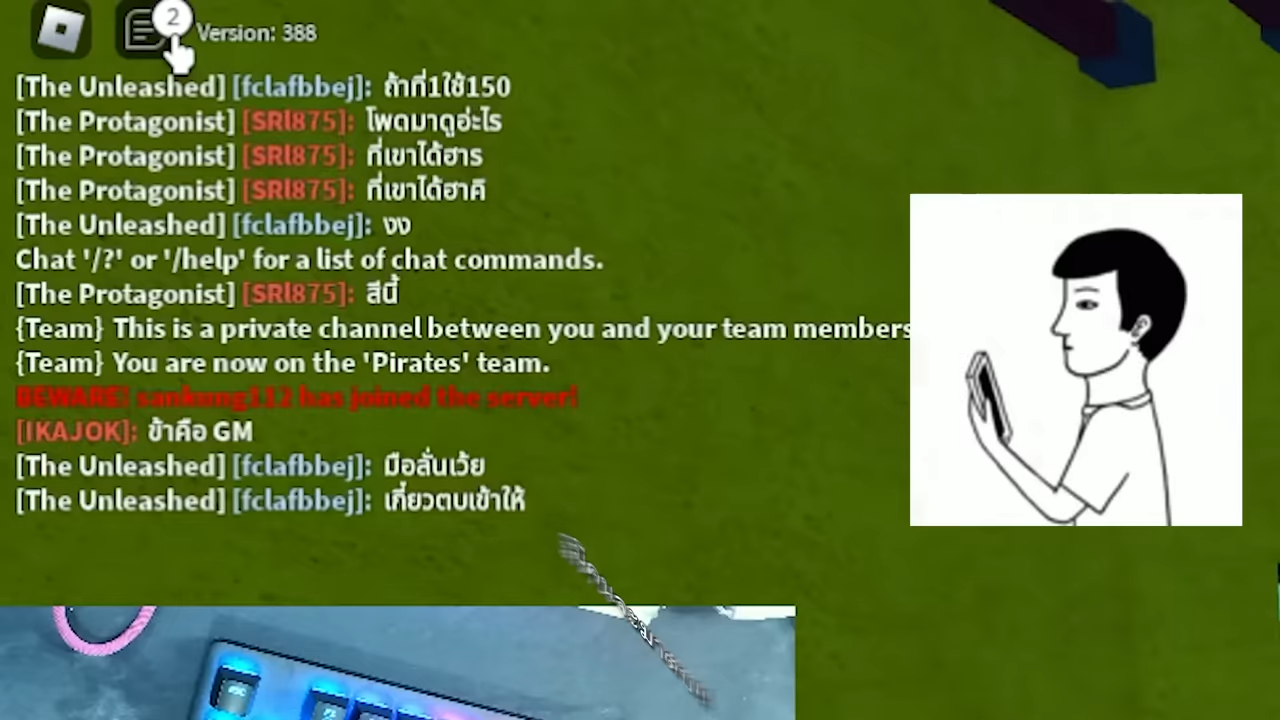 2
Version: 388
[The Unleashed] [fclafbbej]: ถ้าที่1ใช้150
[The Protagonist] [SRl875]: โพดมาดูอ่ะไร
[The Protagonist] [SRl875]: ที่เขาได้ฮาร
[The Protagonist] [SRl875]: ที่เขาได้ฮาคิ
[The Unleashed] [fclafbbej]: งง
Chat '/?' or '/help' for a list of chat commands.
[The Protagonist] [SRl875]: สีนี้
{Team} This is a private channel between you and your team members
{Team} You are now on the 'Pirates' team.
BEWARE! sankung112 has joined the server!
[IKAJOK]: ข้าคือ GM
[The Unleashed] [fclafbbej]: มือลั่นเว้ย
[The Unleashed] [fclafbbej]: เกี่ยวตบเข้าให้